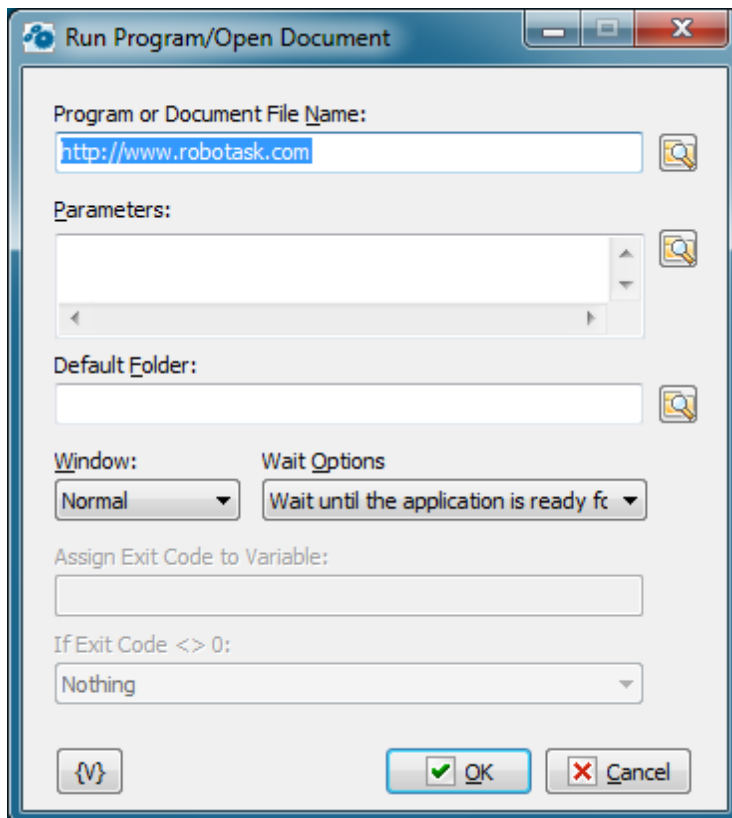 Run Program/Open Document
Program or Document File Name:
http://www.robotask.com
Parameters:
Default Folder:
Window: Wait Options
Normal Wait until the application is ready fo
Assign Exit Code to Variable:
If Exit Code <> 0:
Nothing
{V} OK Cancel